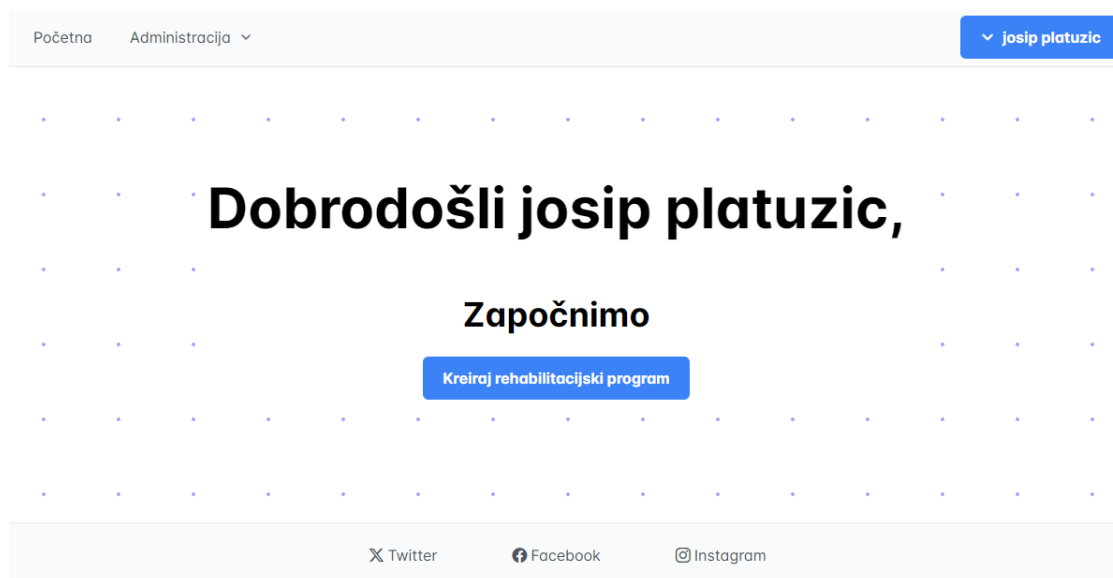 Početna Administracija josip platuzic
Dobrodošli josip platuzic,
Započnimo
Kreiraj rehabilitacijski program
Twitter Facebook Instagram